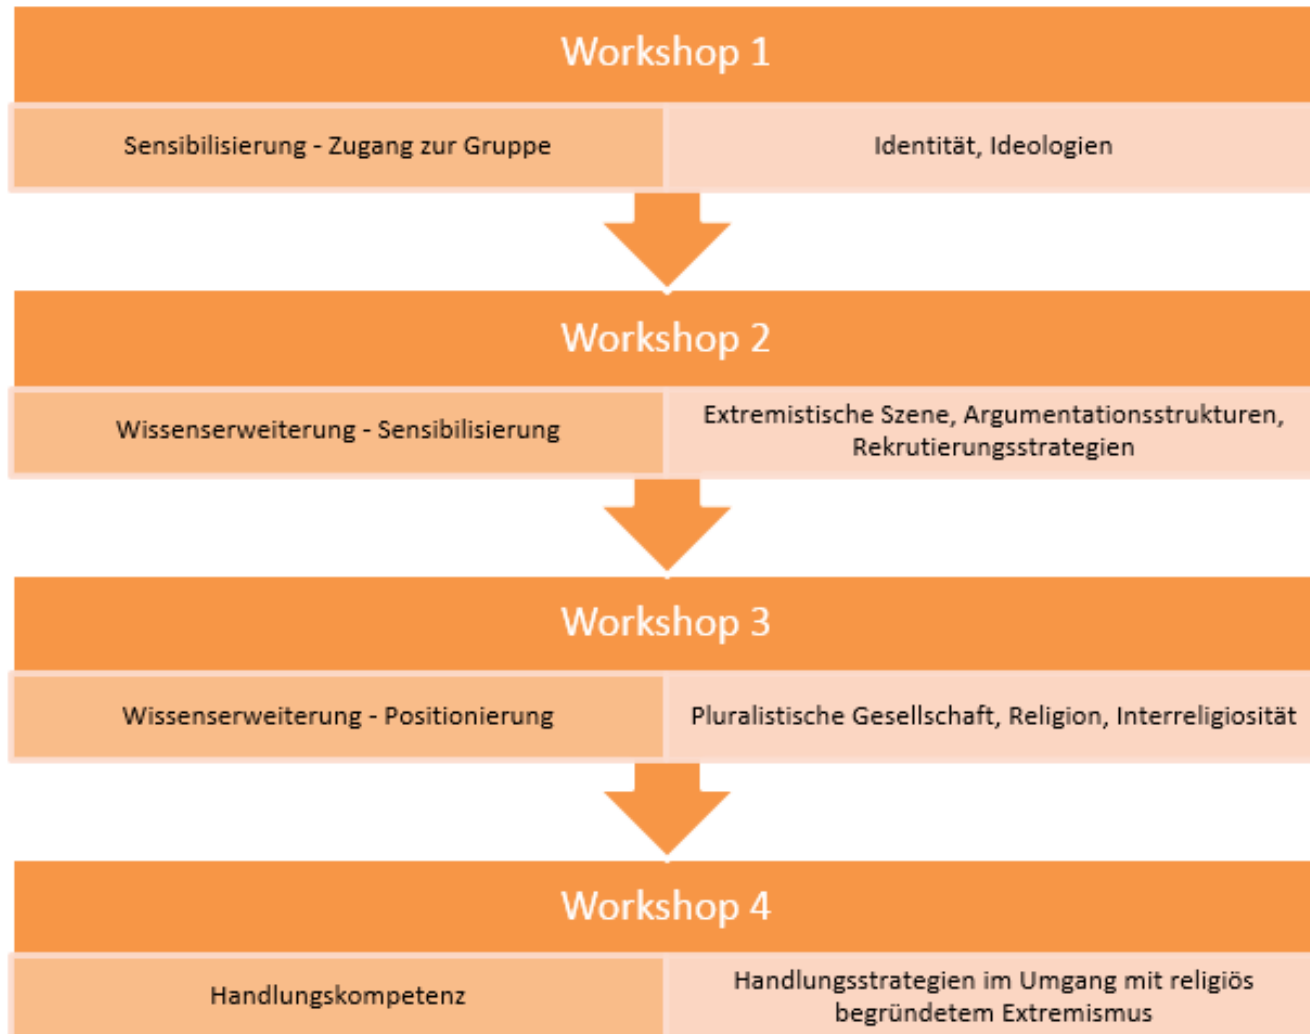 Workshop 1
Sensibilisierung - Zugang zur Gruppe
Identität, Ideologien
Workshop 2
Wissenserweiterung - Sensibilisierung
Extremistische Szene, Argumentationsstrukturen,
Rekrutierungsstrategien
Workshop 3
Wissenserweiterung - Positionierung
Pluralistische Gesellschaft, Religion, Interreligiosität
Workshop 4
Handlungskompetenz
Handlungsstrategien im Umgang mit religiös
begründetem Extremismus